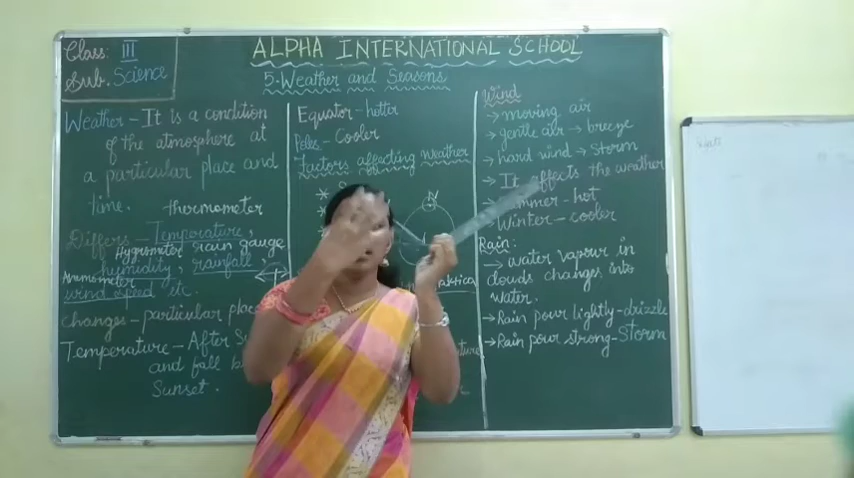 Class: III
Sub. Science
ALPHA INTERNATIONAL SCHOOL
5. Weather and Seasons
Weather - It is a condition
of the atmosphere at
a particular place and
time. thermometer
Differs - Temperature,
Hygrometer rain gauge
humidity, rainfall
wind speed etc.
changes - particular
Temperature - After
and fall
Sunset.
Equator - hotter
Poles - Cooler
Factors affecting weather
N
Wind
→ moving air
→ gentle air → breeze
→ hard wind → Storm
→ It affects the weather
hot
Winter - cooler
Rain:
→ water vapour in
clouds changes into
water.
→ Rain pour lightly - drizzle
→ Rain pour strong - Storm